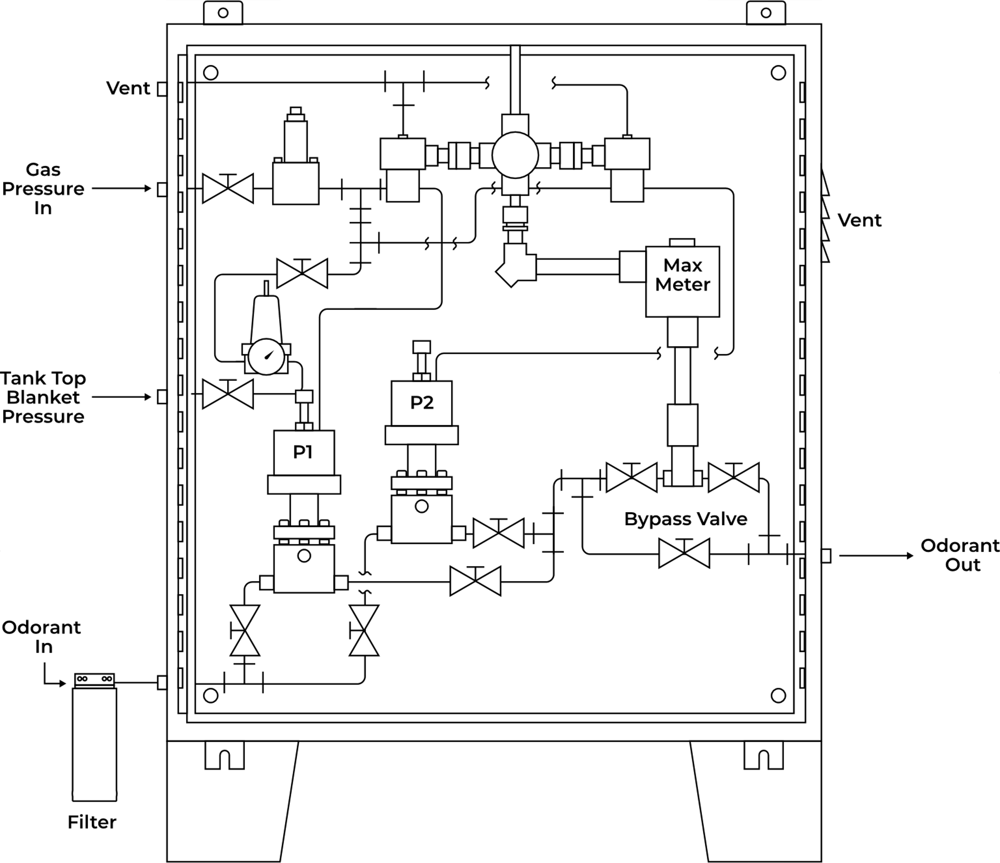 Vent
Gas
Pressure
In
Vent
Max
Meter
Tank Top
Blanket
Pressure
P2
P1
Bypass Valve
Odorant
Out
Odorant
In
Filter